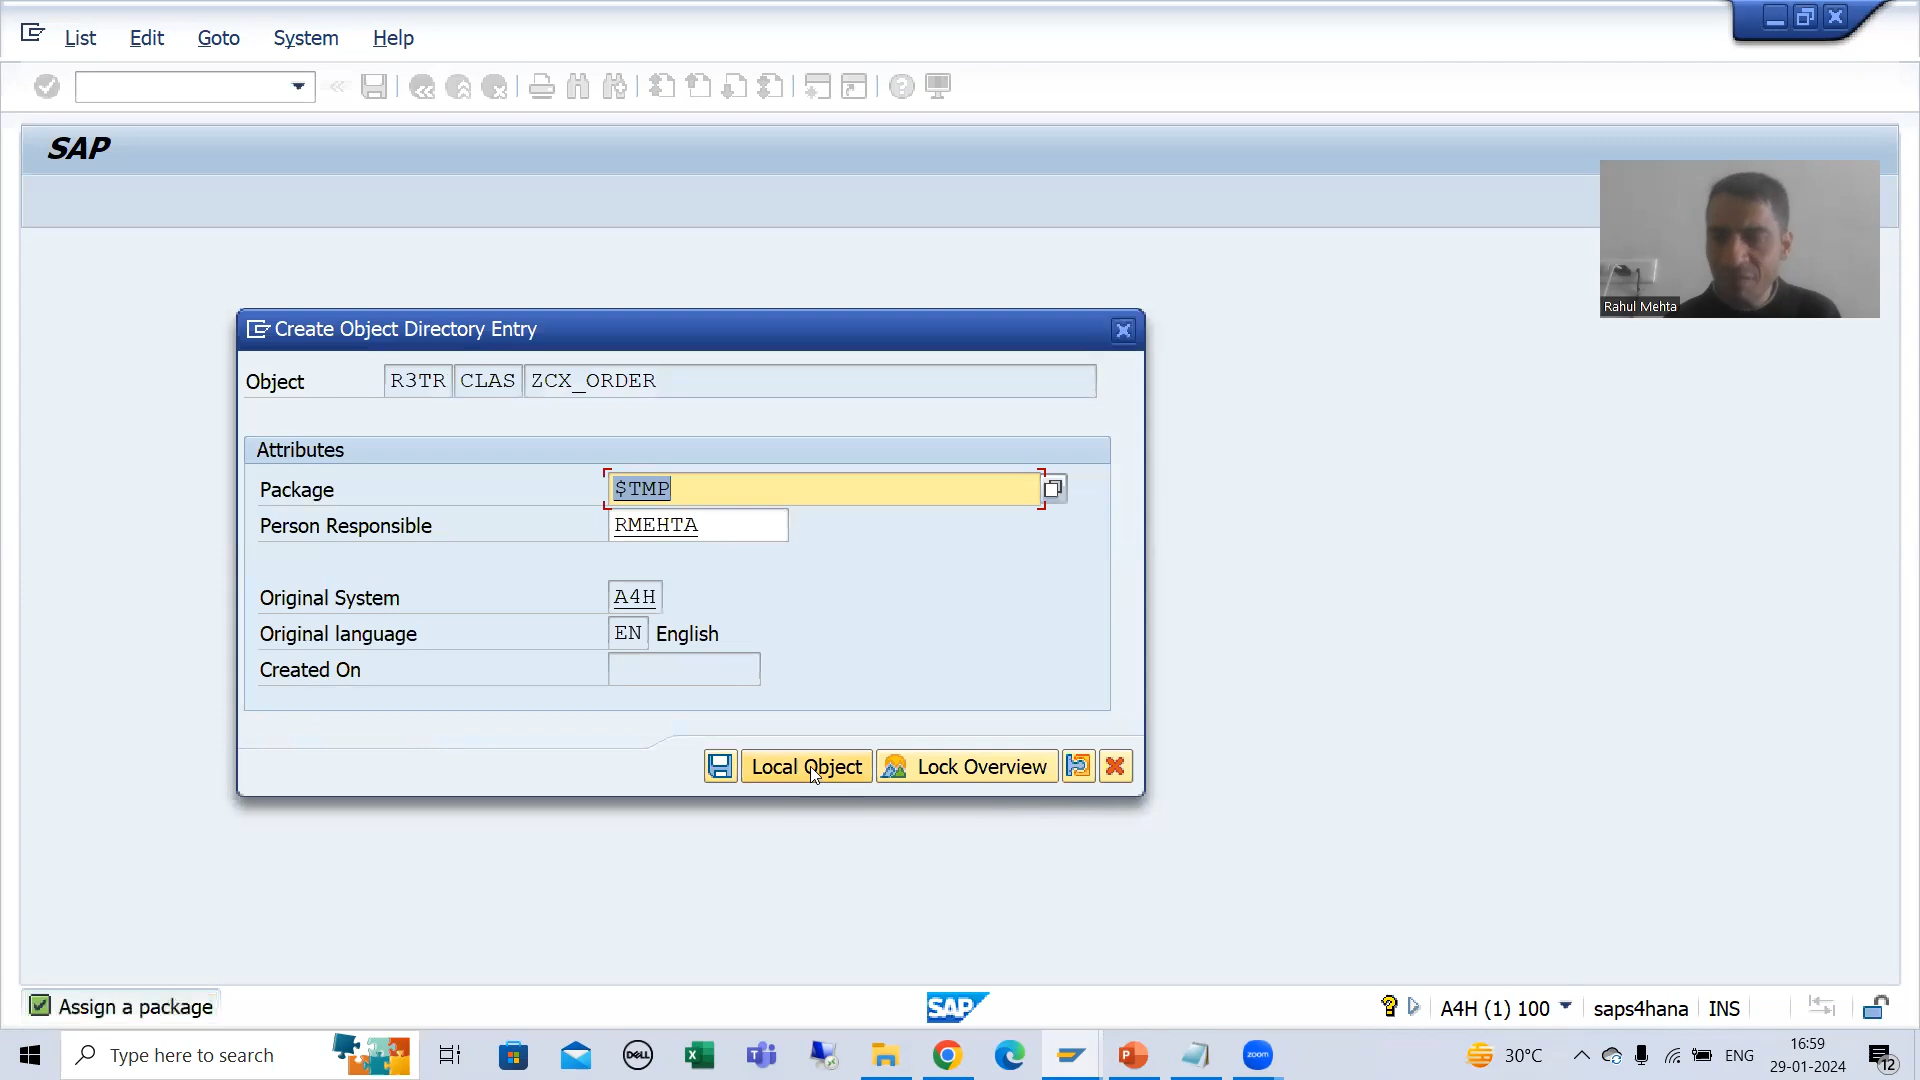 List Edit Goto System Help
SAP
Rahul Mehta
Create Object Directory Entry
Object R3TR CLAS ZCX_ORDER
Attributes
Package $TMP
Person Responsible RMEHTA
Original System A4H
Original language EN English
Created On
Local Object Lock Overview
Assign a package SAP A4H (1) 100 saps4hana INS
Type here to search DELL zoom 30°C ENG 16:59
29-01-2024 12